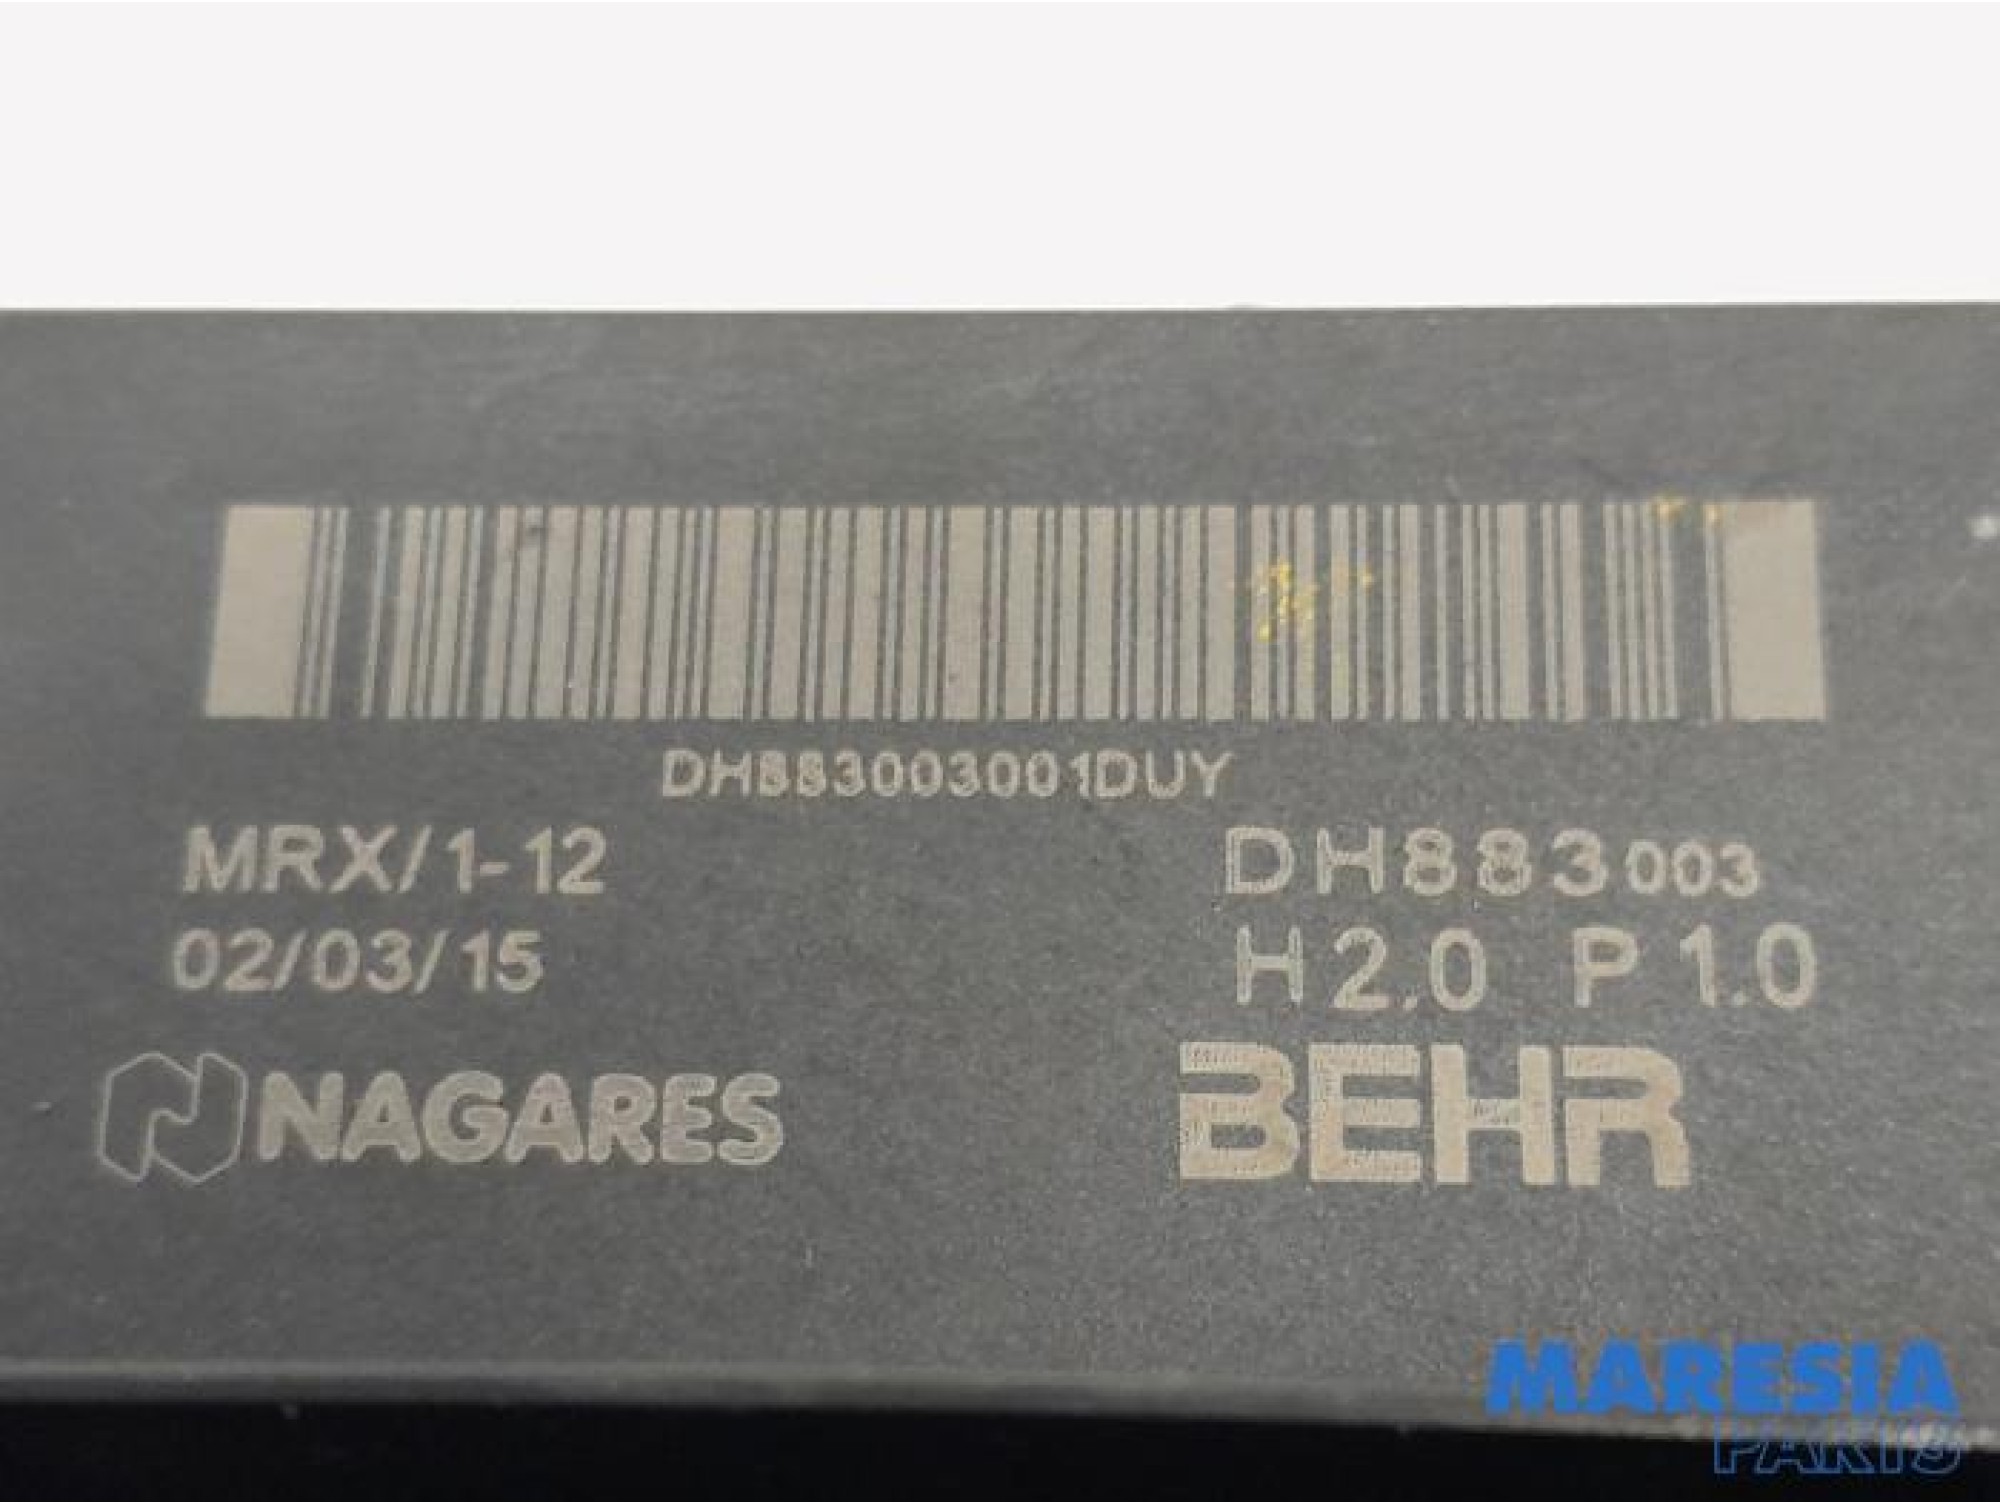 DH883003001DUY
MRX/1-12
DH883003
02/03/15
H2.0 P1.0
NAGARES
BEHR
MARESIA
PARTS